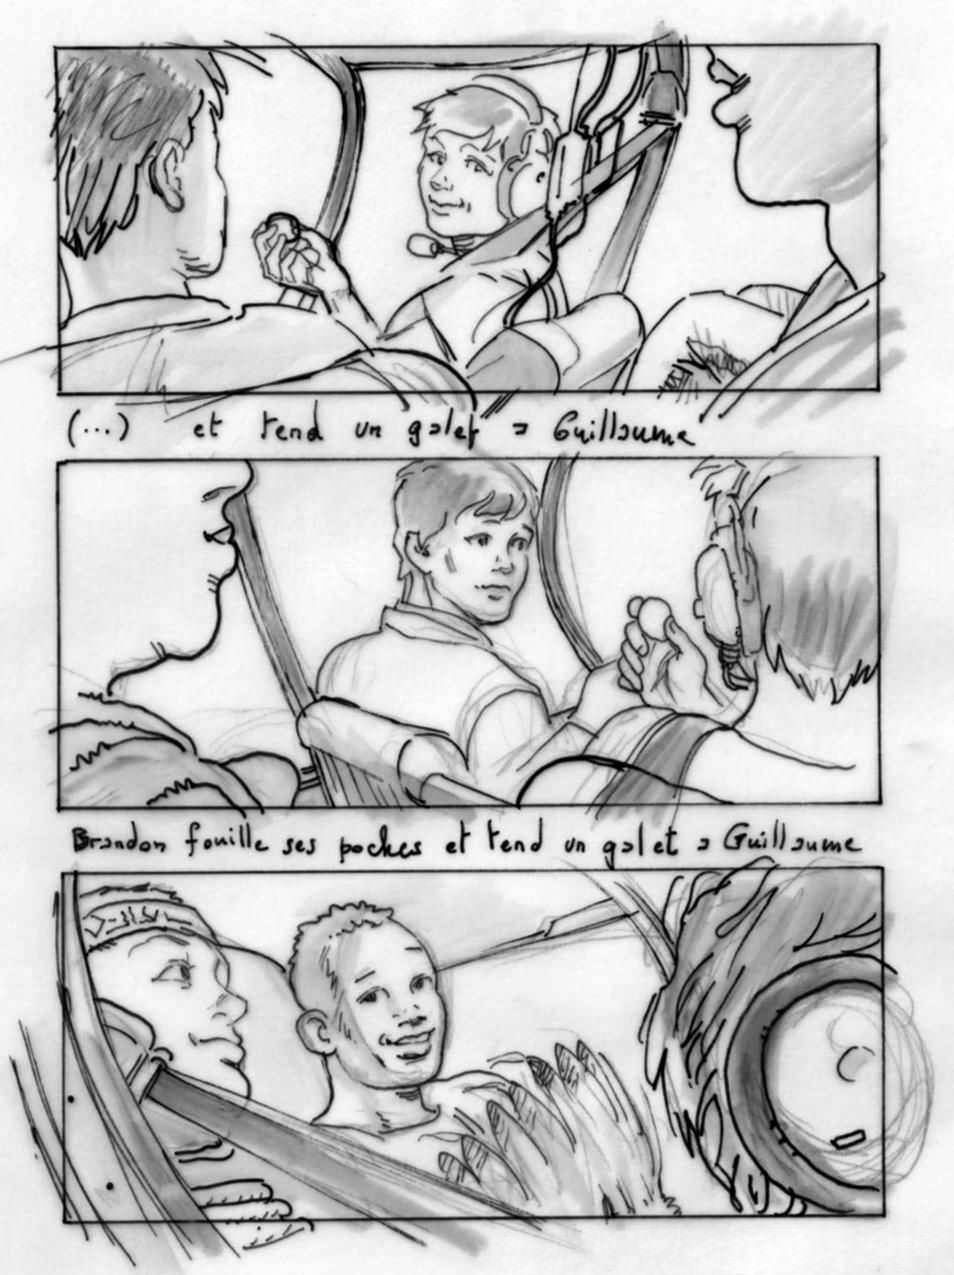 (...) et tend un galet a Guillaume
Brandon fouille ses poches et tend un galet a Guillaume